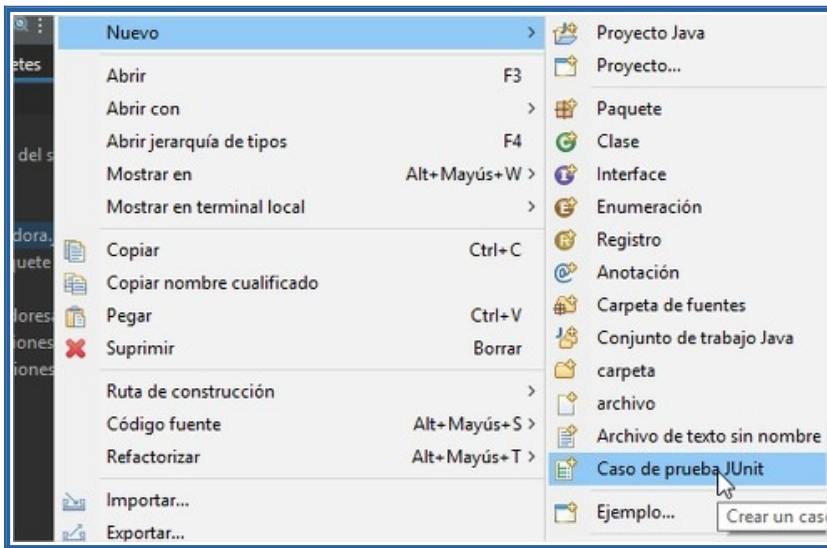 etes
del s
dora.
uete
lores
iones
iones
Nuevo >
Abrir F3
Abrir con >
Abrir jerarquía de tipos F4
Mostrar en Alt+Mayús+W >
Mostrar en terminal local >
Copiar Ctrl+C
Copiar nombre cualificado
Pegar Ctrl+V
Suprimir Borrar
Ruta de construcción >
Código fuente Alt+Mayús+S >
Refactorizar Alt+Mayús+T >
Importar...
Exportar...
Proyecto Java
Proyecto...
Paquete
Clase
Interface
Enumeración
Registro
Anotación
Carpeta de fuentes
Conjunto de trabajo Java
carpeta
archivo
Archivo de texto sin nombre
Caso de prueba JUnit
Ejemplo...
Crear un caso